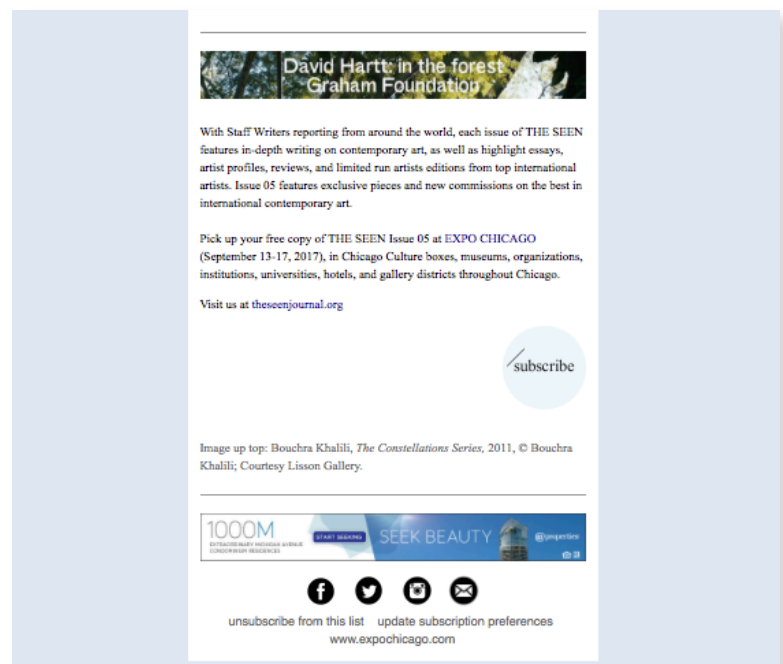 David Hartt: in the forest
Graham Foundation
With Staff Writers reporting from around the world, each issue of THE SEEN
features in-depth writing on contemporary art, as well as highlight essays,
artist profiles, reviews, and limited run artists editions from top international
artists. Issue 05 features exclusive pieces and new commissions on the best in
international contemporary art.
Pick up your free copy of THE SEEN Issue 05 at EXPO CHICAGO
(September 13-17, 2017), in Chicago Culture boxes, museums, organizations,
institutions, universities, hotels, and gallery districts throughout Chicago.
Visit us at theseenjournal.org
subscribe
Image up top: Bouchra Khalili, The Constellations Series, 2011, © Bouchra
Khalili; Courtesy Lisson Gallery.
1000M
EXTRAORDINARY MICHIGAN AVENUE
CONDOMINIUM RESIDENCES
START SEEKING
SEEK BEAUTY
@properties
unsubscribe from this list update subscription preferences
www.expochicago.com